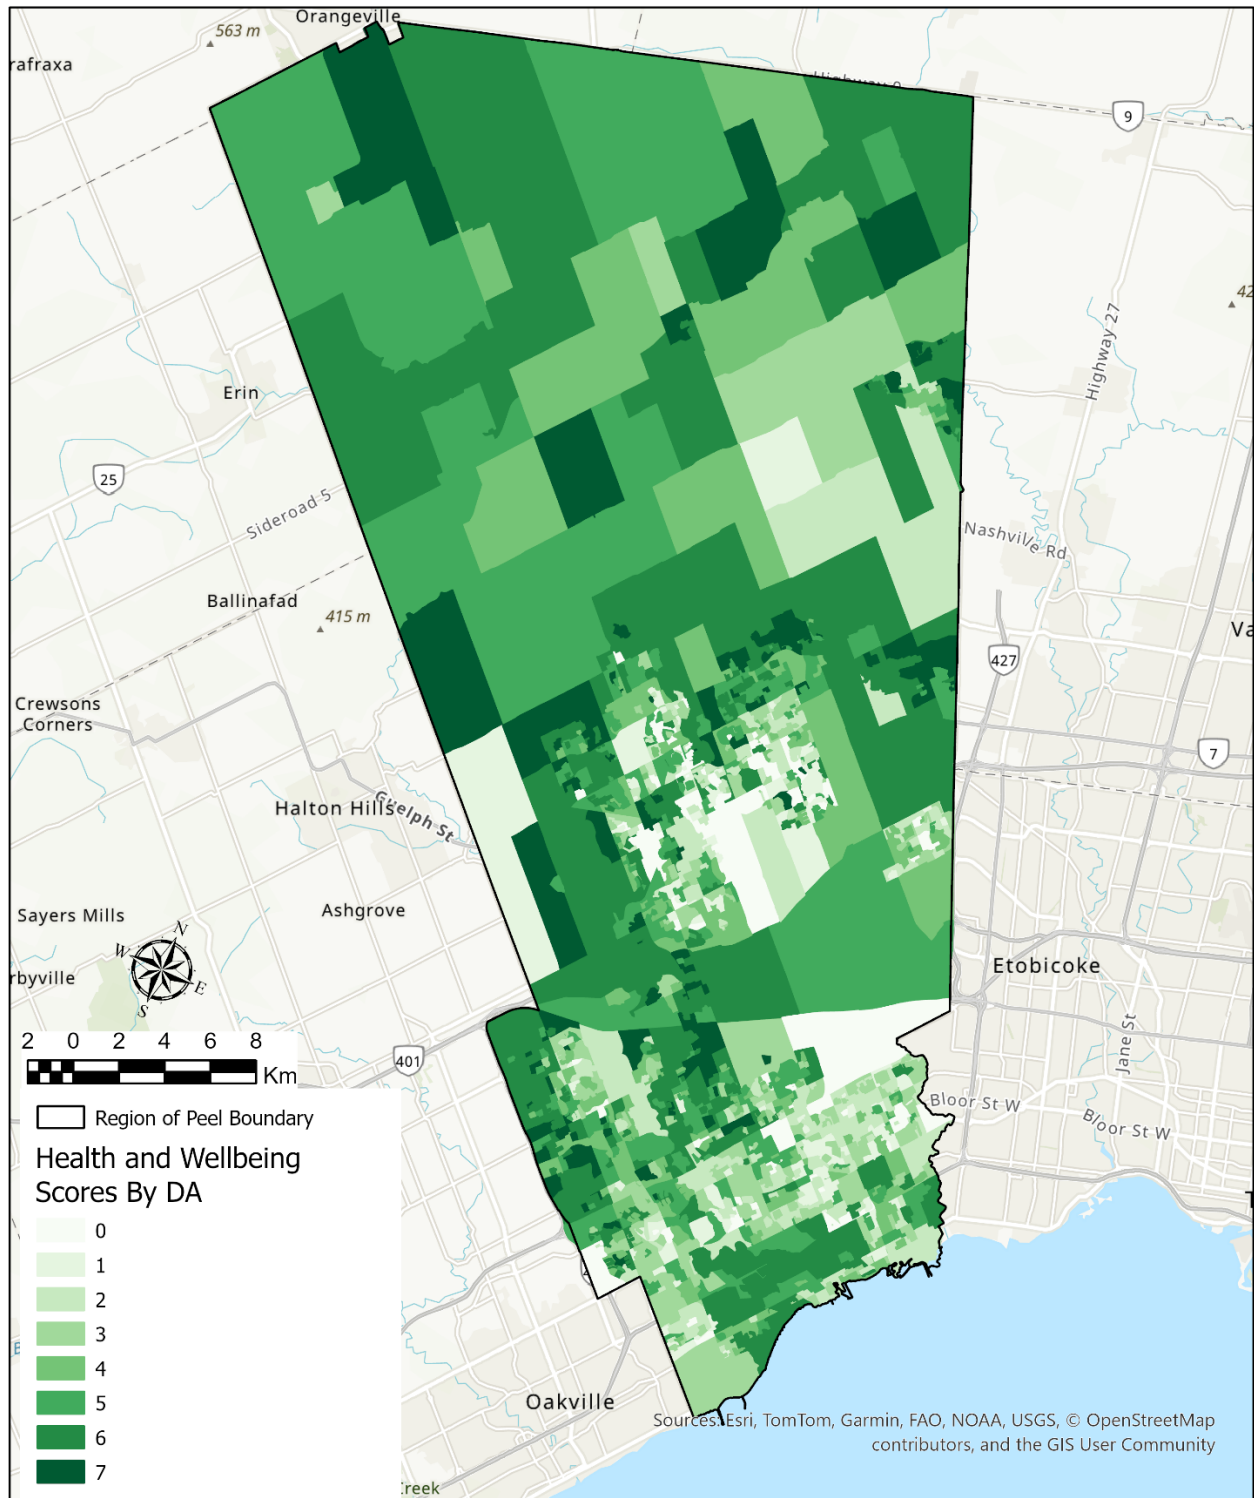 Orangeville
563 m
rafraxa
9
Highway 27
42
Erin
25
Sideroad 5
Nashville Rd
Ballinafad
415 m
Va
427
Crewsons
Corners
7
Halton Hills
Guelph St
Sayers Mills
Ashgrove
N
W
E
S
rbyville
Etobicoke
Jane St
2 0 2 4 6 8
Km
401
Bloor St W
Bloor St W
Region of Peel Boundary
Health and Wellbeing
Scores By DA
0
1
2
3
4
5
6
7
Oakville
Sources: Esri, TomTom, Garmin, FAO, NOAA, USGS, © OpenStreetMap
contributors, and the GIS User Community
Creek